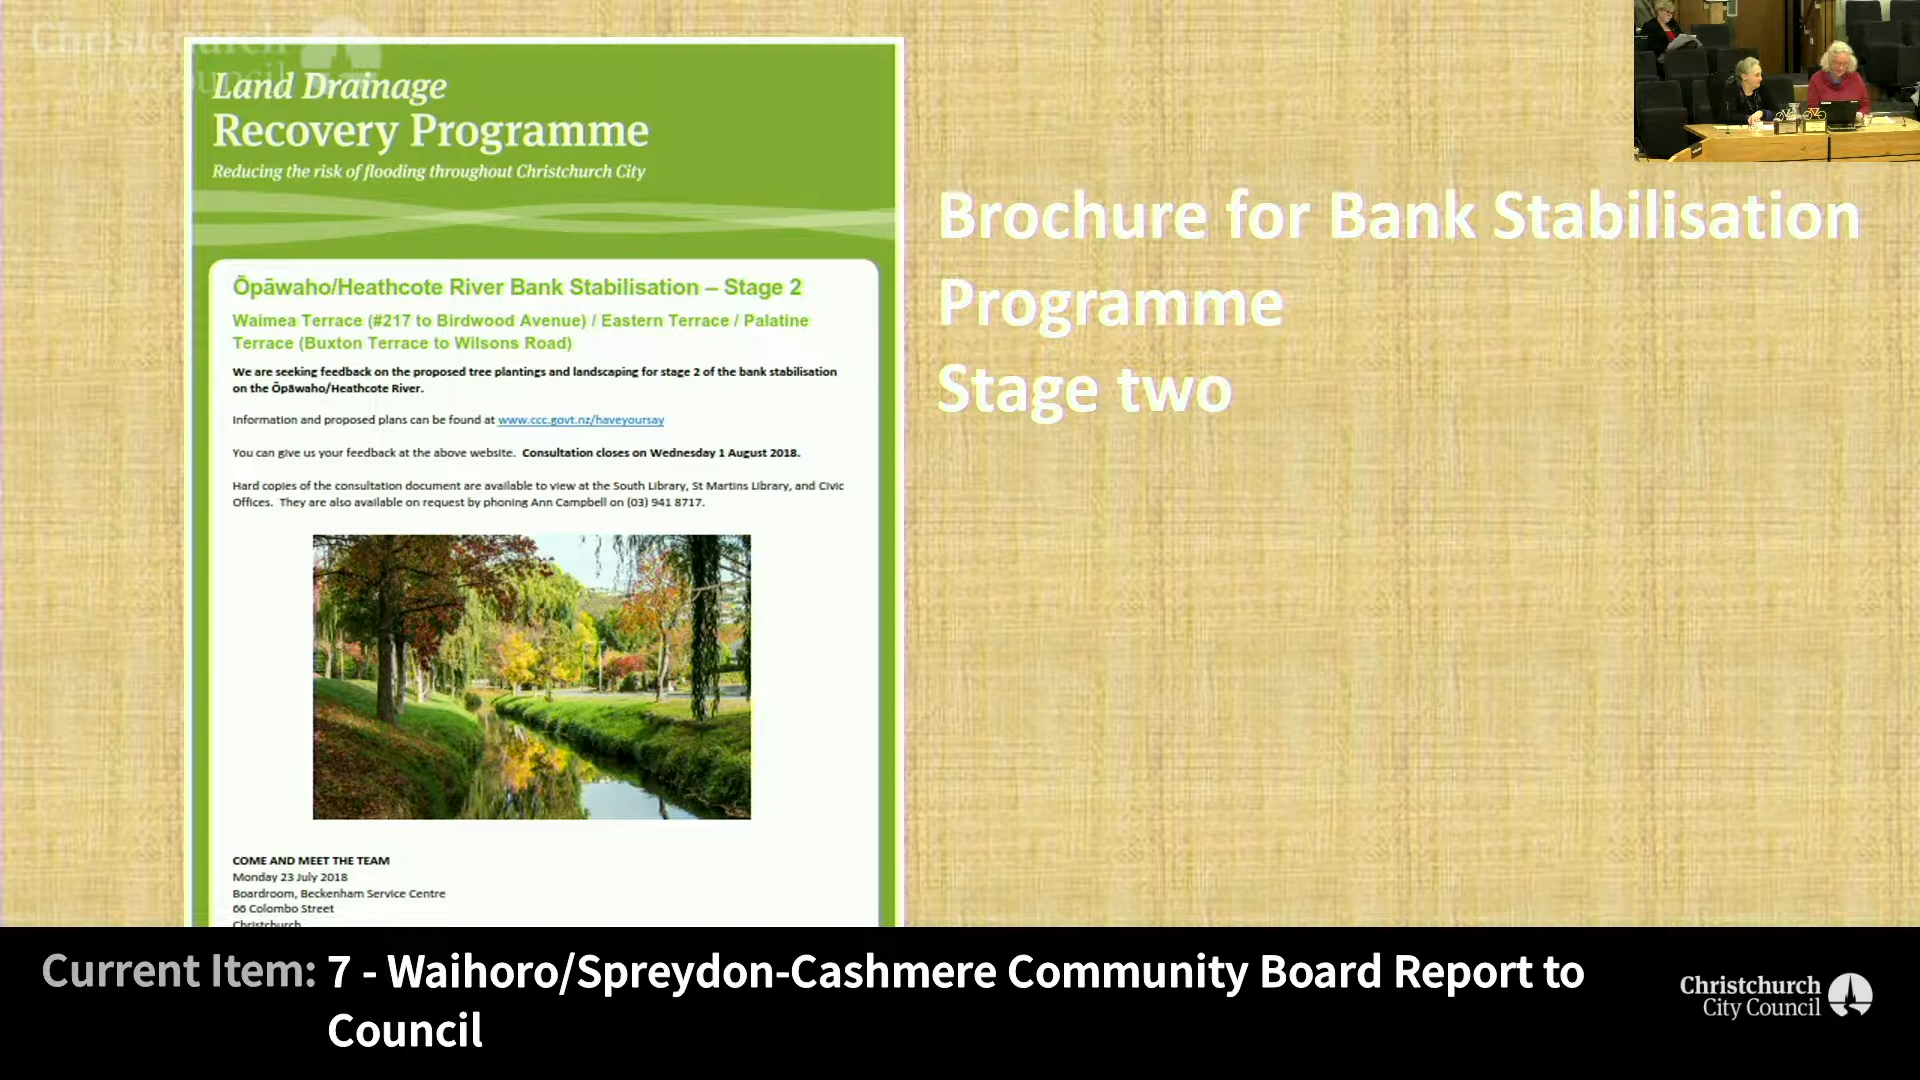 Christchurch
City Council
Land Drainage
Recovery Programme
Reducing the risk of flooding throughout Christchurch City
Ōpāwaho/Heathcote River Bank Stabilisation – Stage 2
Waimea Terrace (#217 to Birdwood Avenue) / Eastern Terrace / Palatine
Terrace (Buxton Terrace to Wilsons Road)
We are seeking feedback on the proposed tree plantings and landscaping for stage 2 of the bank stabilisation
on the Ōpāwaho/Heathcote River.
Information and proposed plans can be found at www.ccc.govt.nz/haveyoursay
You can give us your feedback at the above website. Consultation closes on Wednesday 1 August 2018.
Hard copies of the consultation document are available to view at the South Library, St Martins Library, and Civic
Offices. They are also available on request by phoning Ann Campbell on (03) 941 8717.
COME AND MEET THE TEAM
Monday 23 July 2018
Boardroom, Beckenham Service Centre
66 Colombo Street
Christchurch
Brochure for Bank Stabilisation
Programme
Stage two
Current Item: 7 - Waihoro/Spreydon-Cashmere Community Board Report to
Council
Christchurch
City Council